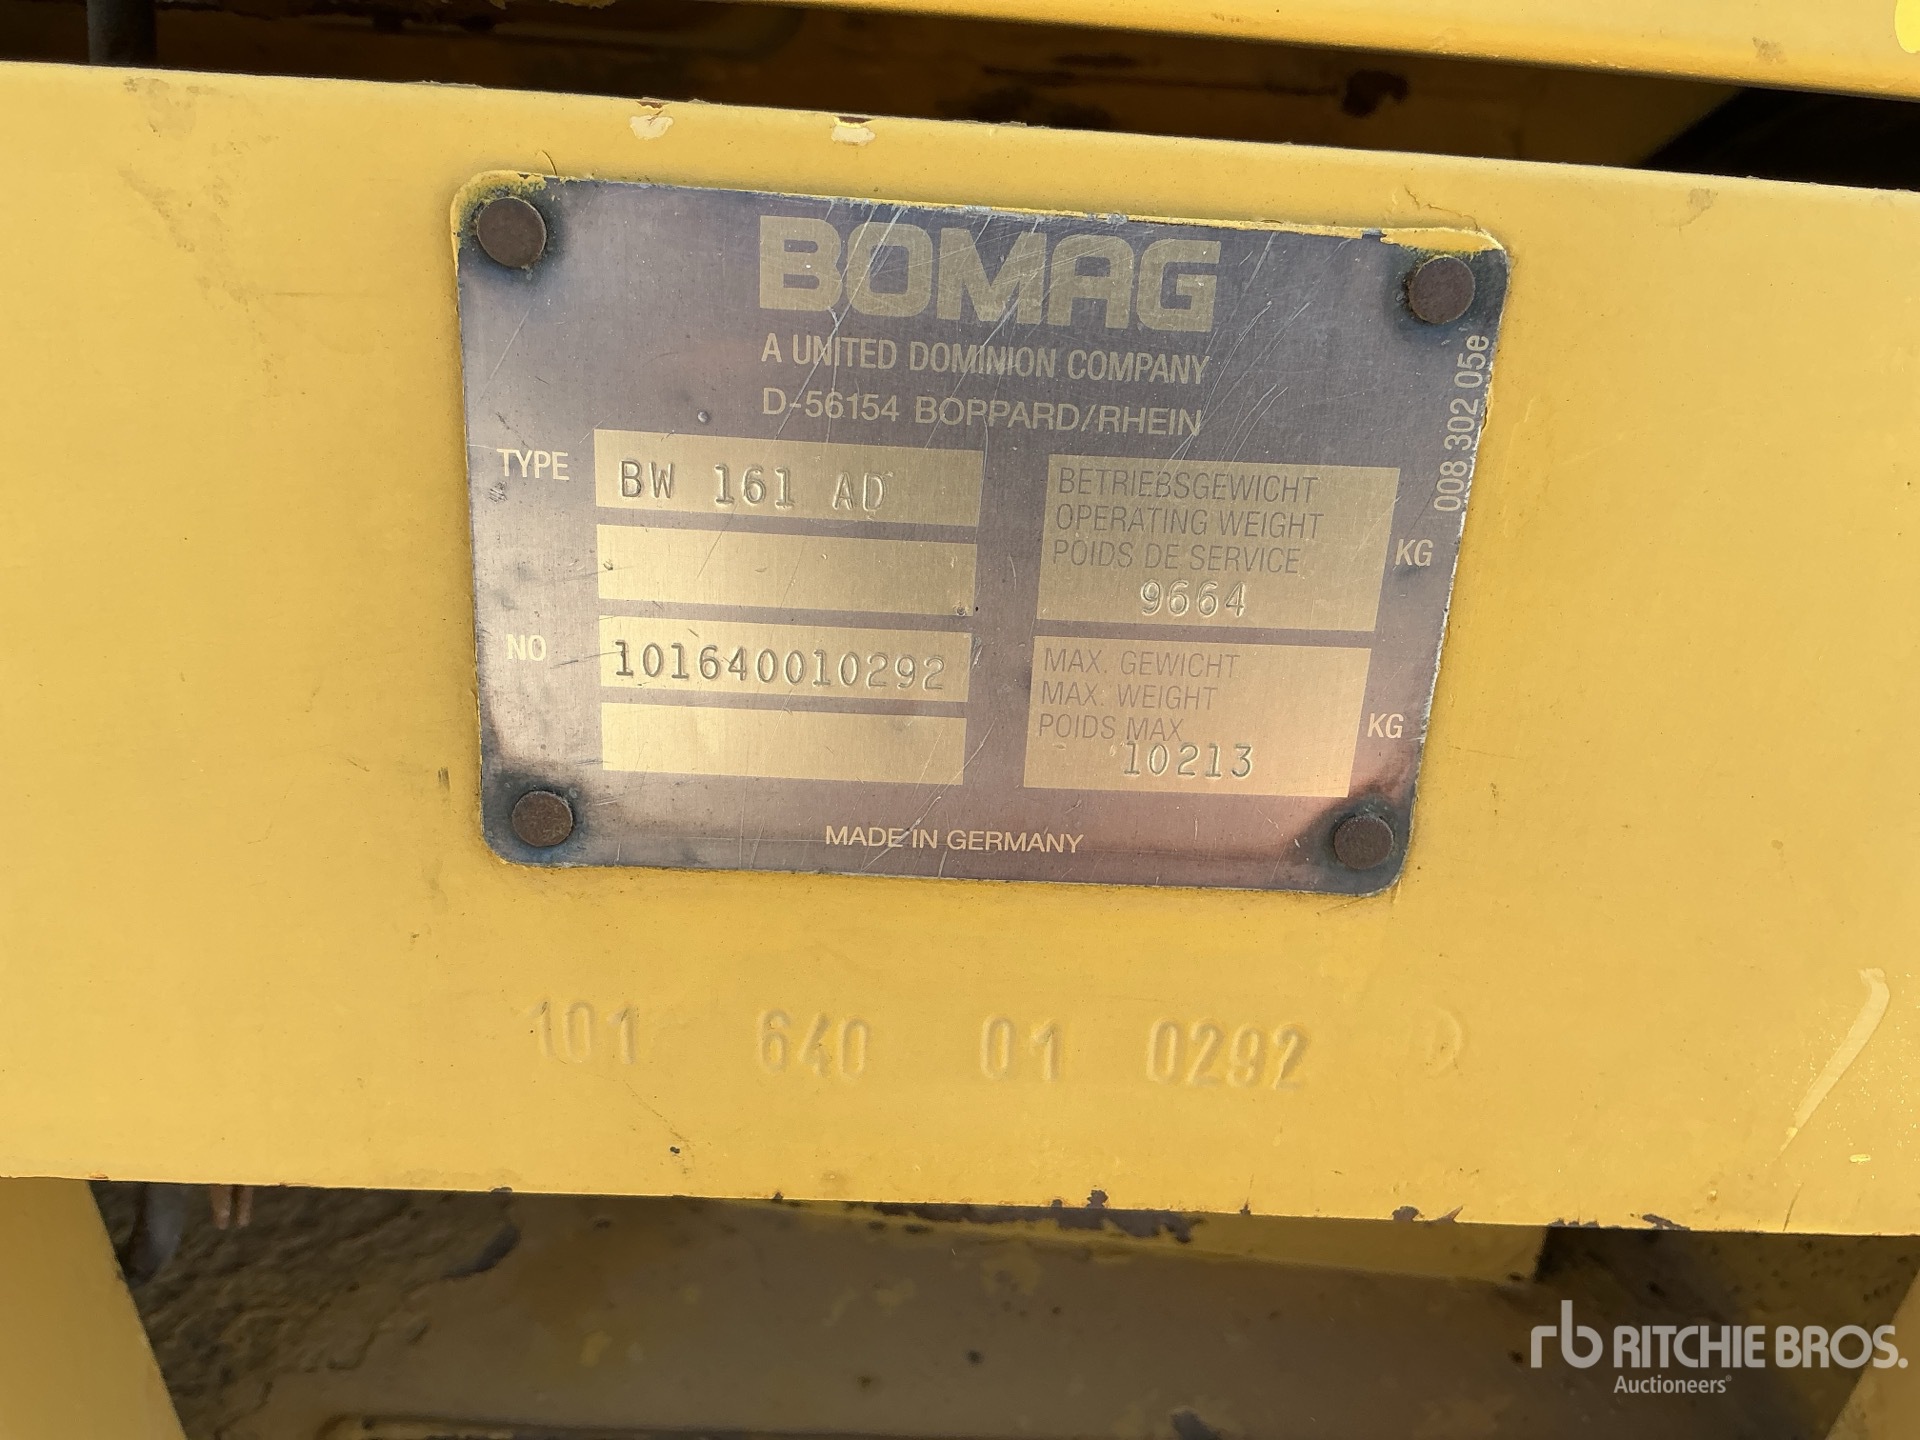 BOMAG
A UNITED DOMINION COMPANY
D-56154 BOPPARD/RHEIN
TYPE BW 161 AD
NO 101640010292
BETRIEBSGEWICHT
OPERATING WEIGHT
POIDS DE SERVICE
9664 KG
MAX. GEWICHT
MAX. WEIGHT
POIDS MAX
10213 KG
008 302 05e
MADE IN GERMANY
101 640 01 0292
rb RITCHIE BROS.
Auctioneers